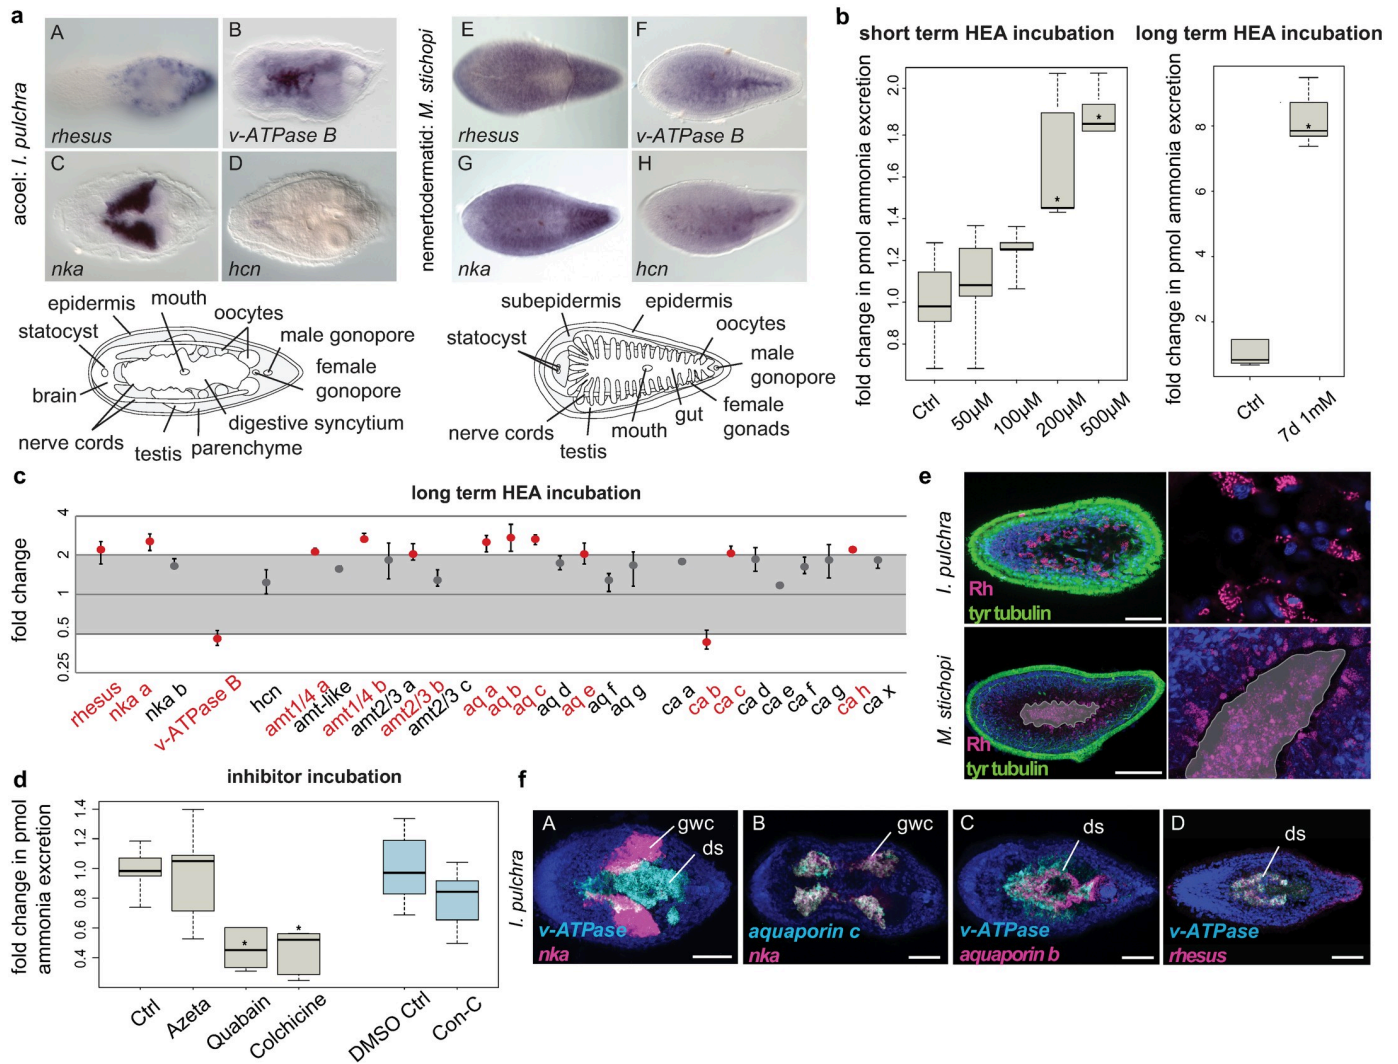 a
acoel: I. pulchra
A
rhesus
B
v-ATPase B
C
nka
D
hcn
nemertodermatid: M. stichopi
E
rhesus
F
v-ATPase B
G
nka
H
hcn
epidermis
mouth
oocytes
statocyst
male gonopore
female
gonopore
brain
digestive syncytium
nerve cords
testis
parenchyme
subepidermis
epidermis
oocytes
statocyst
male
gonopore
female
gonads
gut
nerve cords
mouth
testis
b
short term HEA incubation
fold change in pmol ammonia excretion
2.0
1.8
1.6
1.4
1.2
1.0
0.8
*
*
Ctrl
50µM
100µM
200µM
500µM
long term HEA incubation
fold change in pmol ammonia excretion
8
6
4
2
*
Ctrl
7d 1mM
c
long term HEA incubation
fold change
4
2
1
0.5
0.25
rhesus
nka a
nka b
v-ATPase B
hcn
amt1/4 a
amt-like
amt1/4 b
amt2/3 a
amt2/3 b
amt2/3 c
aq a
aq b
aq c
aq d
aq e
aq f
aq g
ca a
ca b
ca c
ca d
ca e
ca f
ca g
ca h
ca x
d
inhibitor incubation
fold change in pmol
ammonia excretion
1.4
1.2
1.0
0.8
0.6
0.4
*
*
Ctrl
Azeta
Quabain
Colchicine
DMSO Ctrl
Con-C
e
I. pulchra
Rh
tyr tubulin
M. stichopi
Rh
tyr tubulin
f
I. pulchra
A
gwc
ds
v-ATPase
nka
B
gwc
aquaporin c
nka
C
ds
v-ATPase
aquaporin b
D
ds
v-ATPase
rhesus